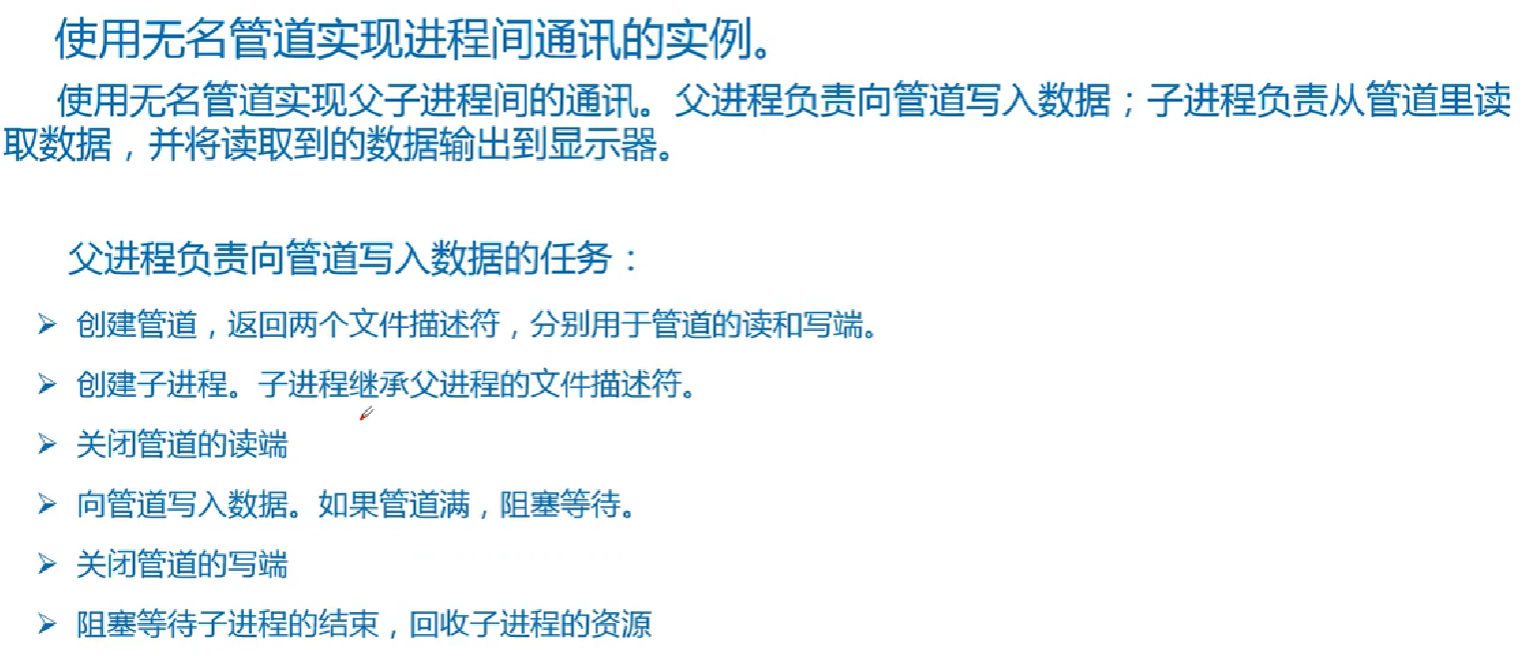 使用无名管道实现进程间通讯的实例。
使用无名管道实现父子进程间的通讯。父进程负责向管道写入数据；子进程负责从管道里读
取数据，并将读取到的数据输出到显示器。
父进程负责向管道写入数据的任务：
➢ 创建管道，返回两个文件描述符，分别用于管道的读和写端。
➢ 创建子进程。子进程继承父进程的文件描述符。
➢ 关闭管道的读端
➢ 向管道写入数据。如果管道满，阻塞等待。
➢ 关闭管道的写端
➢ 阻塞等待子进程的结束，回收子进程的资源